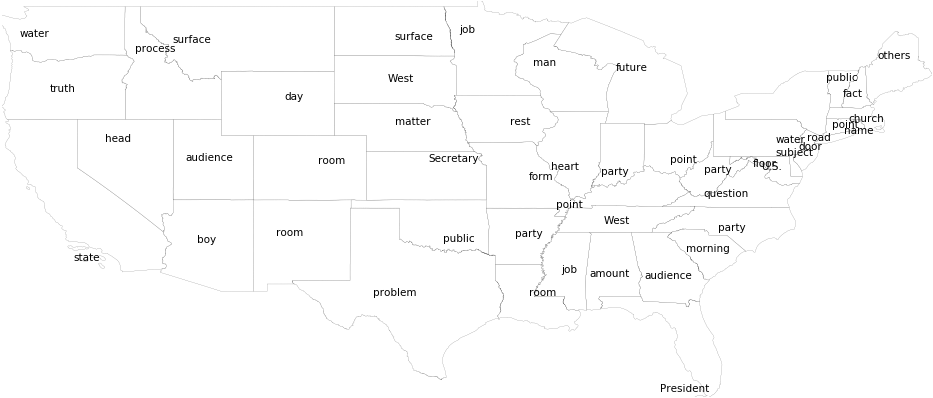 water
process
surface
surface
job
man
future
others
truth
day
West
public
fact
matter
rest
head
audience
room
Secretary
heart
form
party
point
party
water
road
door
subject
floor
U.S.
point
church
name
question
point
West
party
state
boy
room
public
party
morning
job
amount
audience
problem
room
President